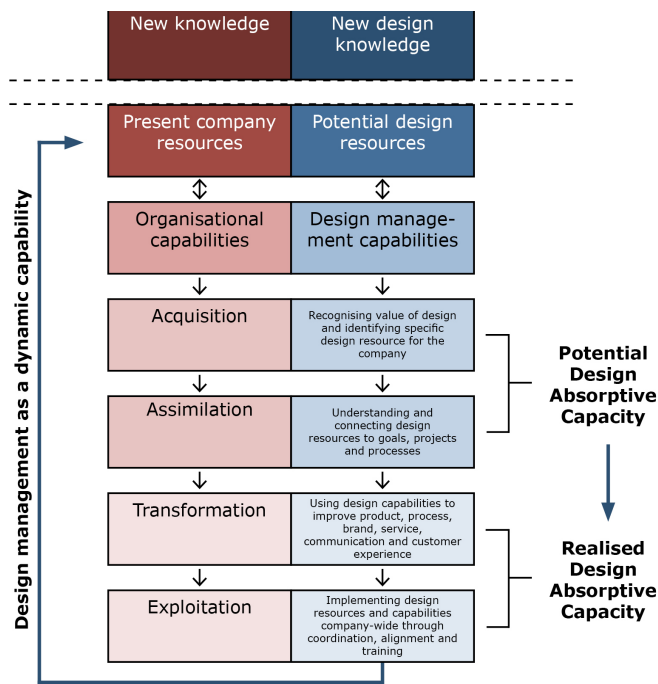 New knowledge
New design
knowledge
Present company
resources
Potential design
resources
Organisational
capabilities
Design manage-
ment capabilities
Acquisition
Recognising value of design
and identifying specific
design resource for the
company
Assimilation
Understanding and
connecting design
resources to goals, projects
and processes
Transformation
Using design capabilities to
improve product, process,
brand, service,
communication and customer
experience
Exploitation
Implementing design
resources and capabilities
company-wide through
coordination, alignment and
training
Potential
Design
Absorptive
Capacity
Realised
Design
Absorptive
Capacity
Design management as a dynamic capability